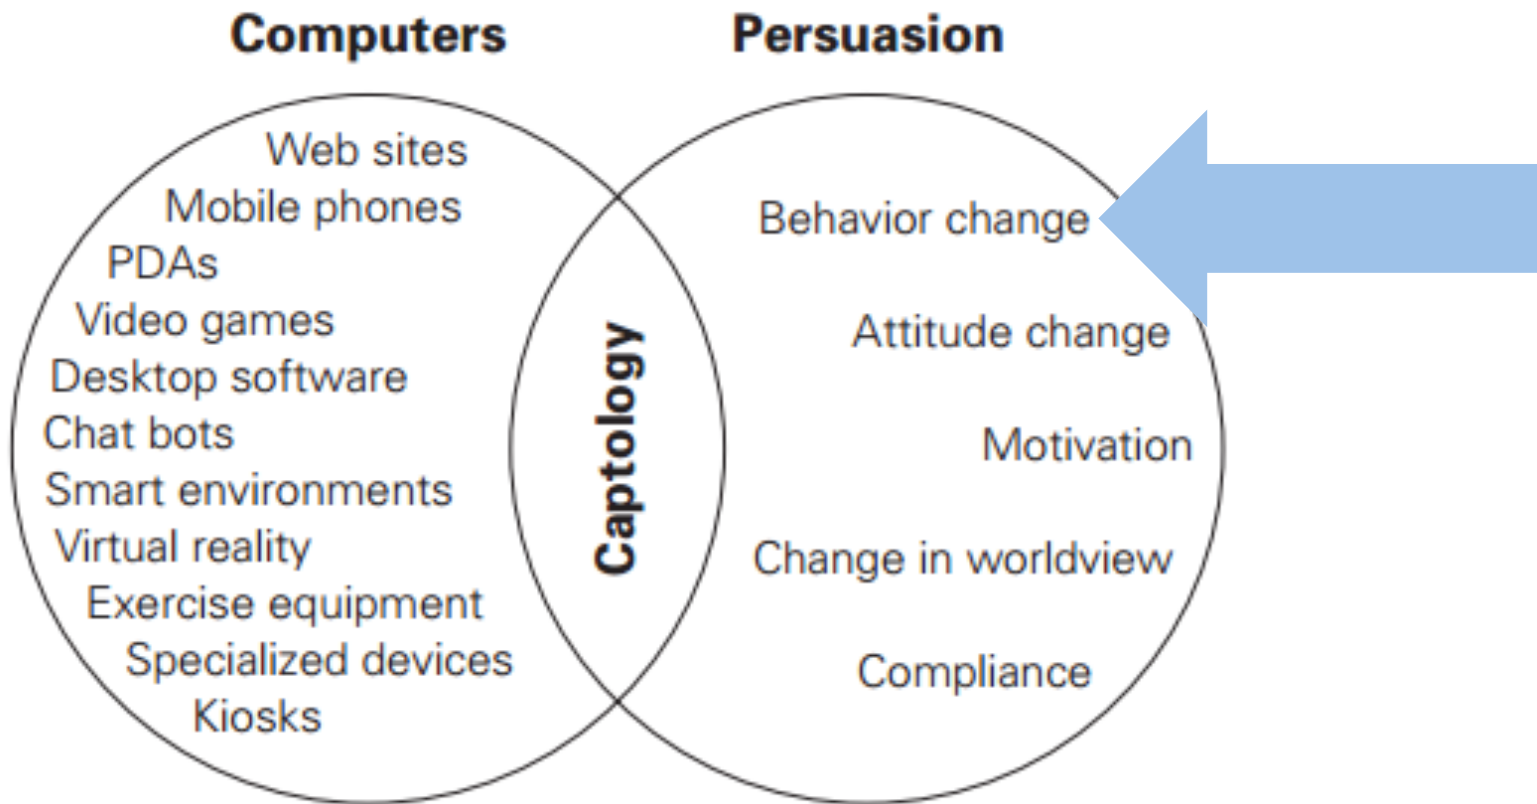 Computers
Persuasion
Web sites
Mobile phones
PDAs
Video games
Desktop software
Chat bots
Smart environments
Virtual reality
Exercise equipment
Specialized devices
Kiosks
Captology
Behavior change
Attitude change
Motivation
Change in worldview
Compliance